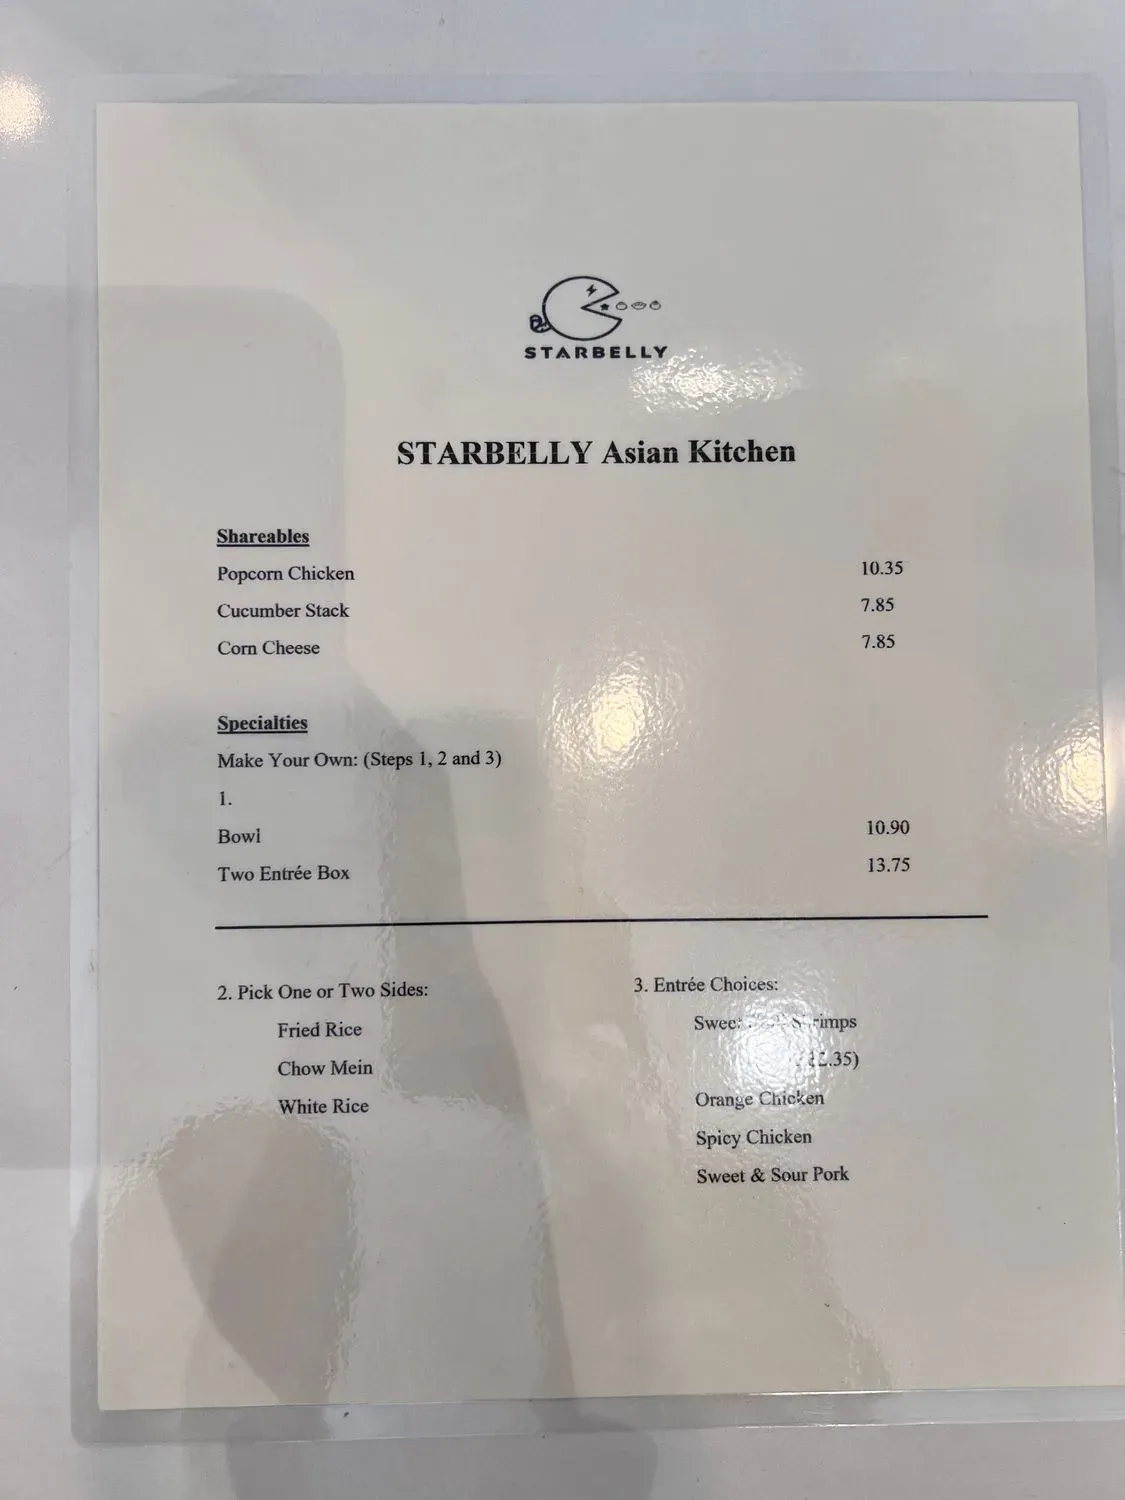 STARBELLY
STARBELLY Asian Kitchen
Shareables
Popcorn Chicken 10.35
Cucumber Stack 7.85
Corn Cheese 7.85
Specialties
Make Your Own: (Steps 1, 2 and 3)
1.
Bowl 10.90
Two Entrée Box 13.75
2. Pick One or Two Sides:
Fried Rice
Chow Mein
White Rice
3. Entrée Choices:
Orange Chicken
Spicy Chicken
Sweet & Sour Pork